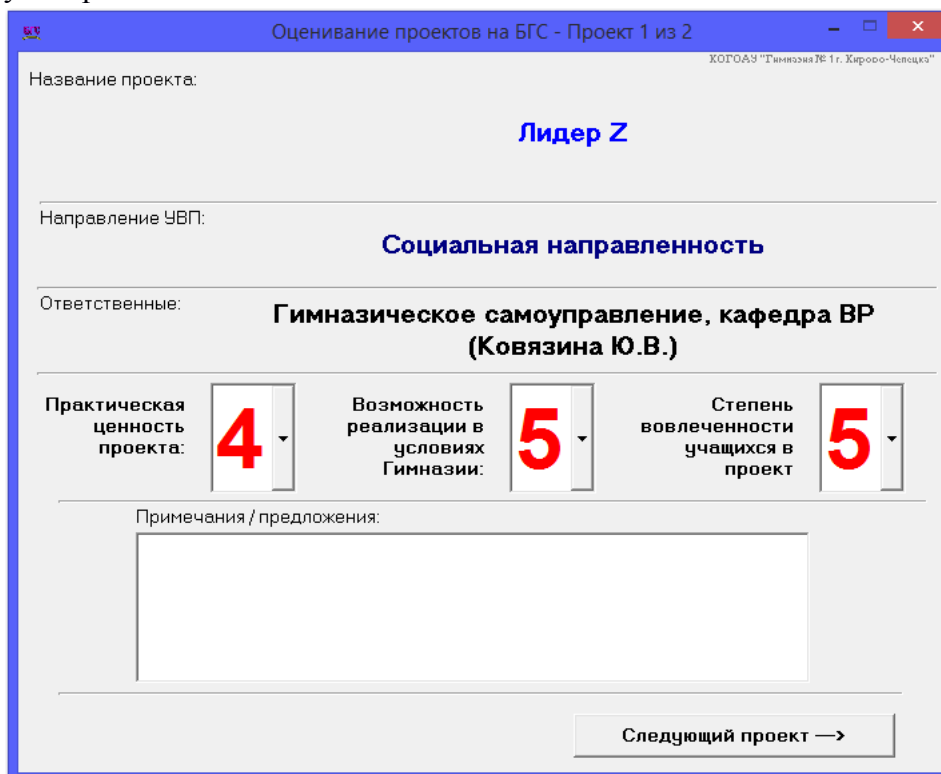 Оценивание проектов на БГС - Проект 1 из 2
КОГОАУ "Гимназия № 1 г. Кирово-Чепецка"
Название проекта:
Лидер Z
Направление УВП:
Социальная направленность
Ответственные:
Гимназическое самоуправление, кафедра ВР
(Ковязина Ю.В.)
Практическая
ценность
проекта:
4
Возможность
реализации в
условиях
Гимназии:
5
Степень
вовлеченности
учащихся в
проект
5
Примечания / предложения:
Следующий проект —>